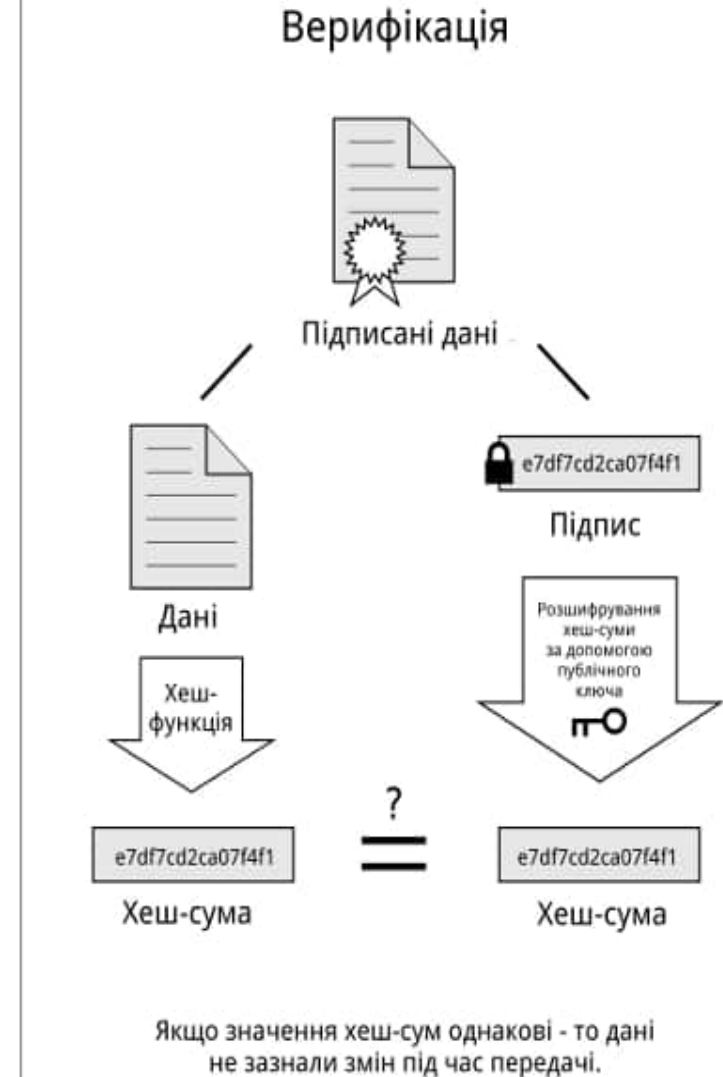 Верифікація
Підписані дані
e7df7cd2ca07f4f1
Підпис
Дані
Розшифрування
хеш-суми
за допомогою
публічного
ключа
Хеш-
функція
?
=
e7df7cd2ca07f4f1
e7df7cd2ca07f4f1
Хеш-сума
Хеш-сума
Якщо значення хеш-сум однакові - то дані
не зазнали змін під час передачі.